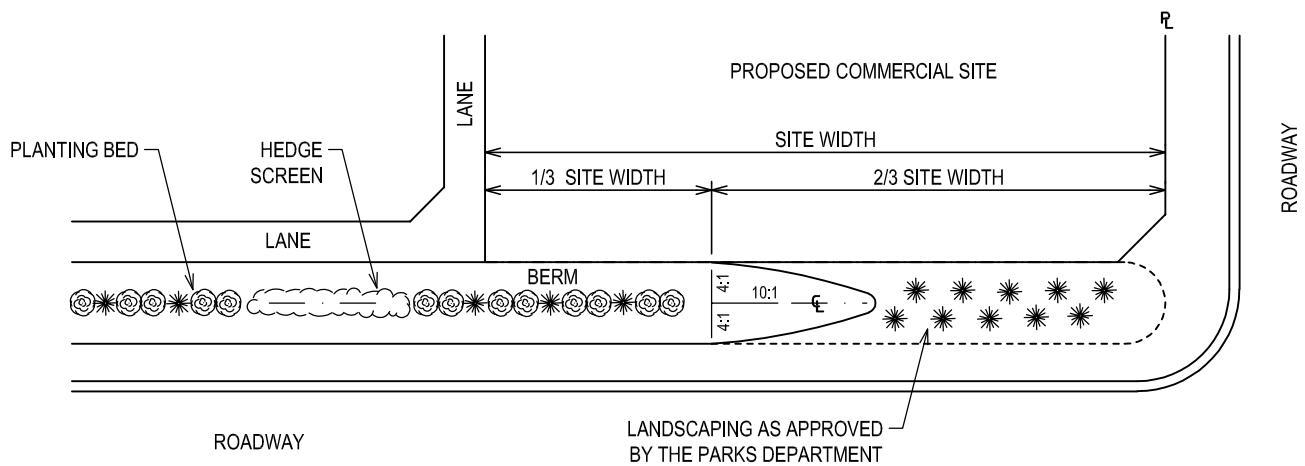 PL
PROPOSED COMMERCIAL SITE
LANE
ROADWAY
PLANTING BED
HEDGE
SCREEN
SITE WIDTH
1/3 SITE WIDTH
2/3 SITE WIDTH
LANE
BERM
4:1
10:1
CL
4:1
LANDSCAPING AS APPROVED
BY THE PARKS DEPARTMENT
ROADWAY